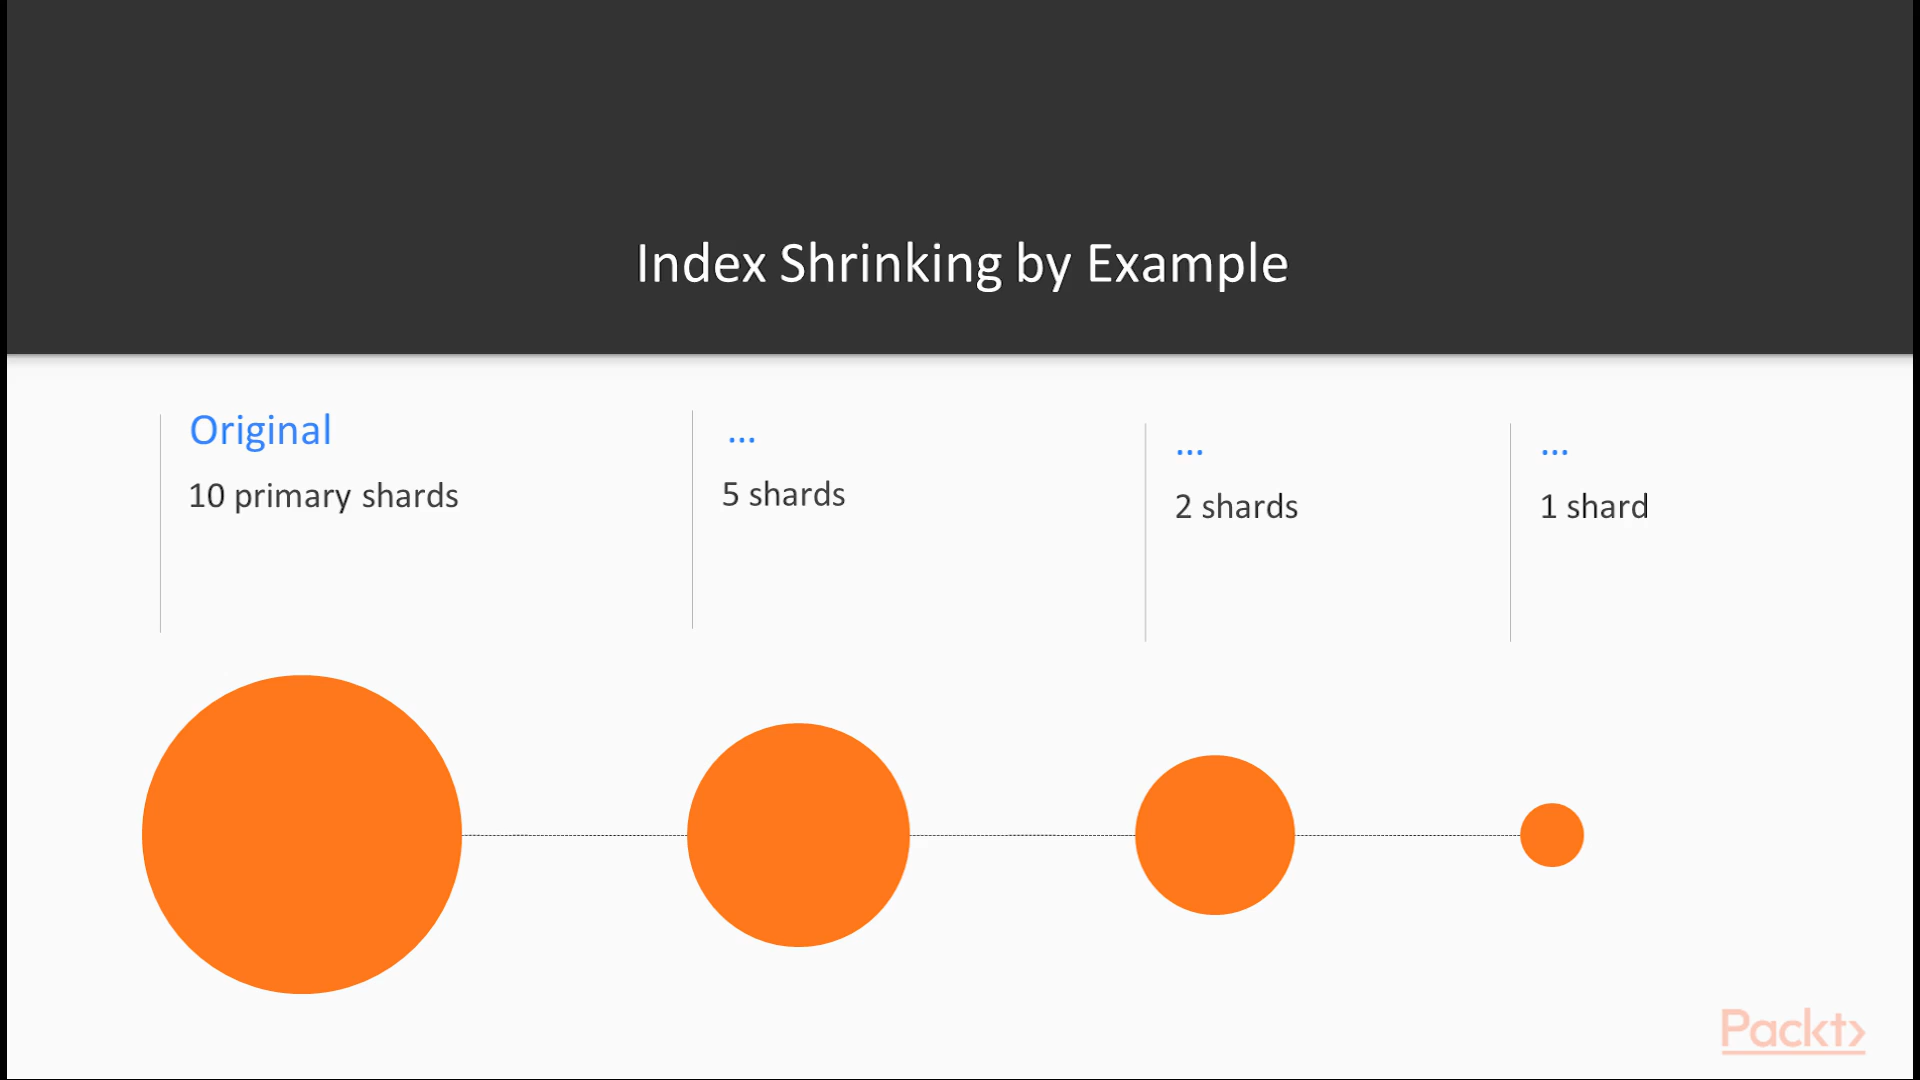 Index Shrinking by Example
Original
10 primary shards
...
5 shards
...
2 shards
...
1 shard
Packt>